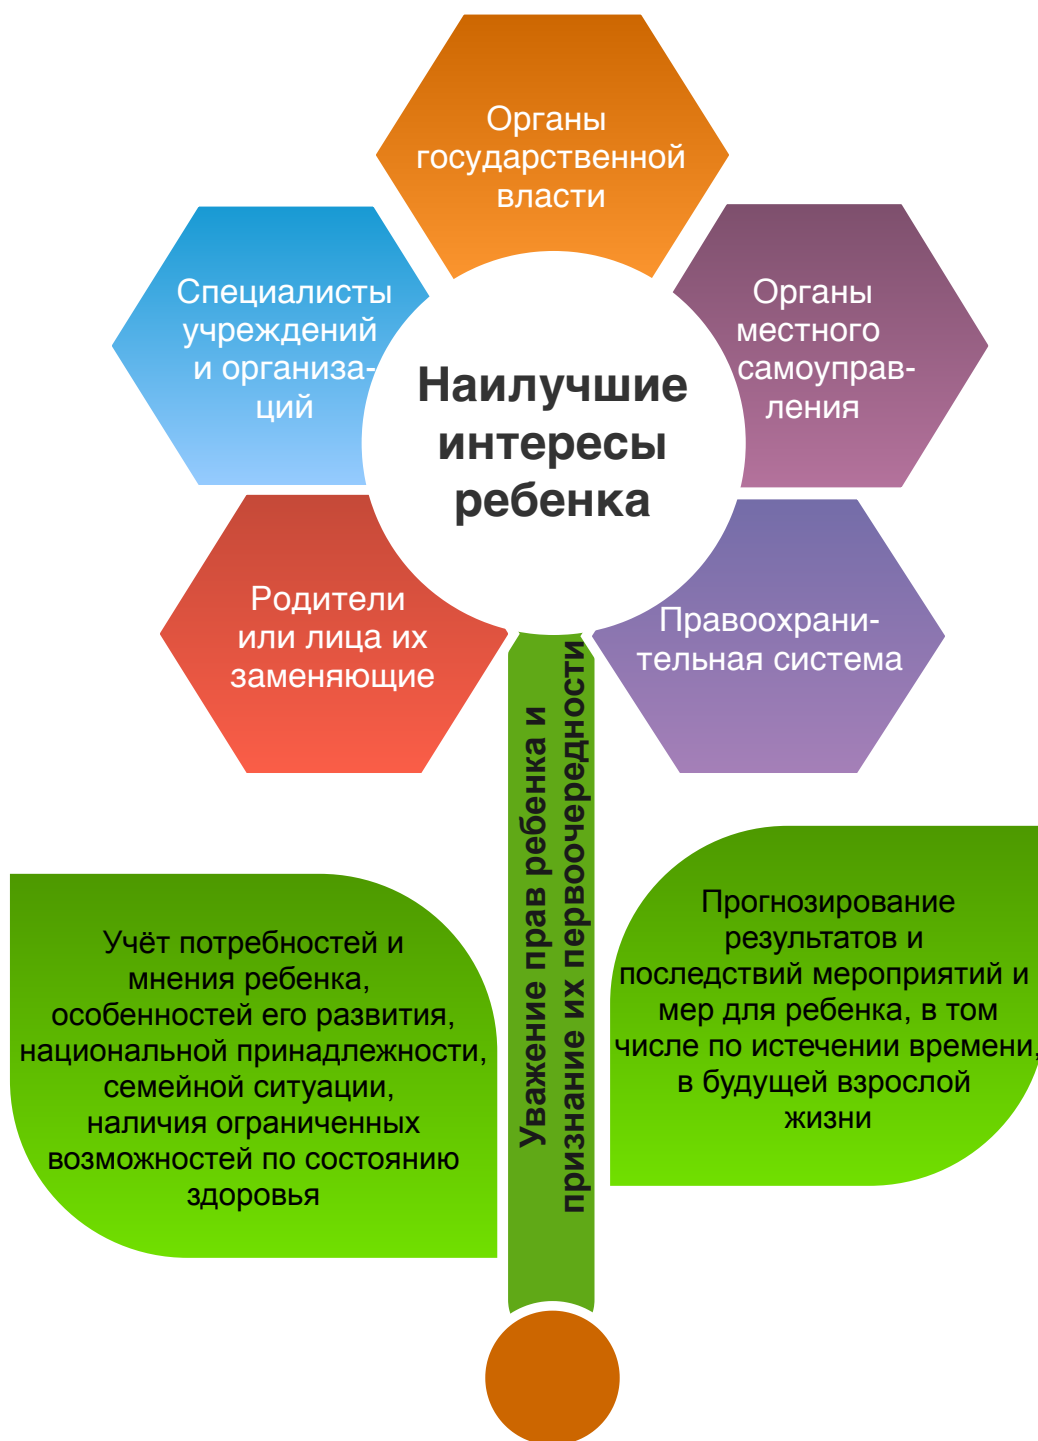 Органы
государственной
власти
Специалисты
учреждений
и организа-
ций
Органы
местного
самоуправ-
ления
Наилучшие
интересы
ребенка
Родители
или лица их
заменяющие
Правоохрани-
тельная система
Уважение прав ребенка и
признание их первоочередности
Учёт потребностей и
мнения ребенка,
особенностей его развития,
национальной принадлежности,
семейной ситуации,
наличия ограниченных
возможностей по состоянию
здоровья
Прогнозирование
результатов и
последствий мероприятий и
мер для ребенка, в том
числе по истечении времени,
в будущей взрослой
жизни